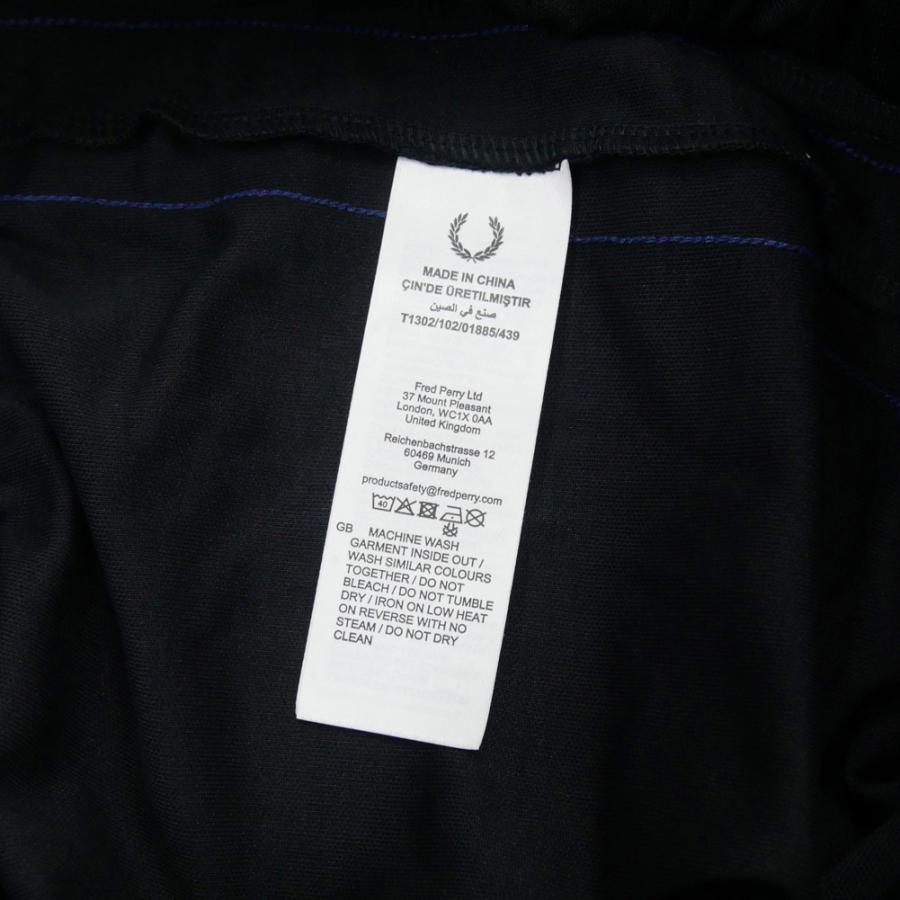 MADE IN CHINA
ÇIN'DE ÜRETILMIŞTIR
صنع في الصين
T1302/102/01885/439
Fred Perry Ltd
37 Mount Pleasant
London, WC1X 0AA
United Kingdom
Reichenbachstrasse 12
60469 Munich
Germany
productsafety@fredperry.com
40
GB MACHINE WASH
GARMENT INSIDE OUT /
WASH SIMILAR COLOURS
TOGETHER / DO NOT
BLEACH / DO NOT TUMBLE
DRY / IRON ON LOW HEAT
ON REVERSE WITH NO
STEAM / DO NOT DRY
CLEAN